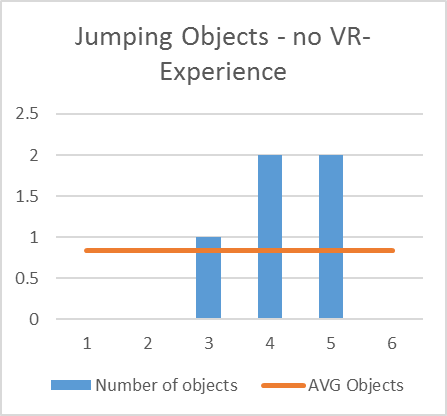 Jumping Objects - no VR-
Experience
2.5
2
1.5
1
0.5
0
1 2 3 4 5 6
Number of objects AVG Objects